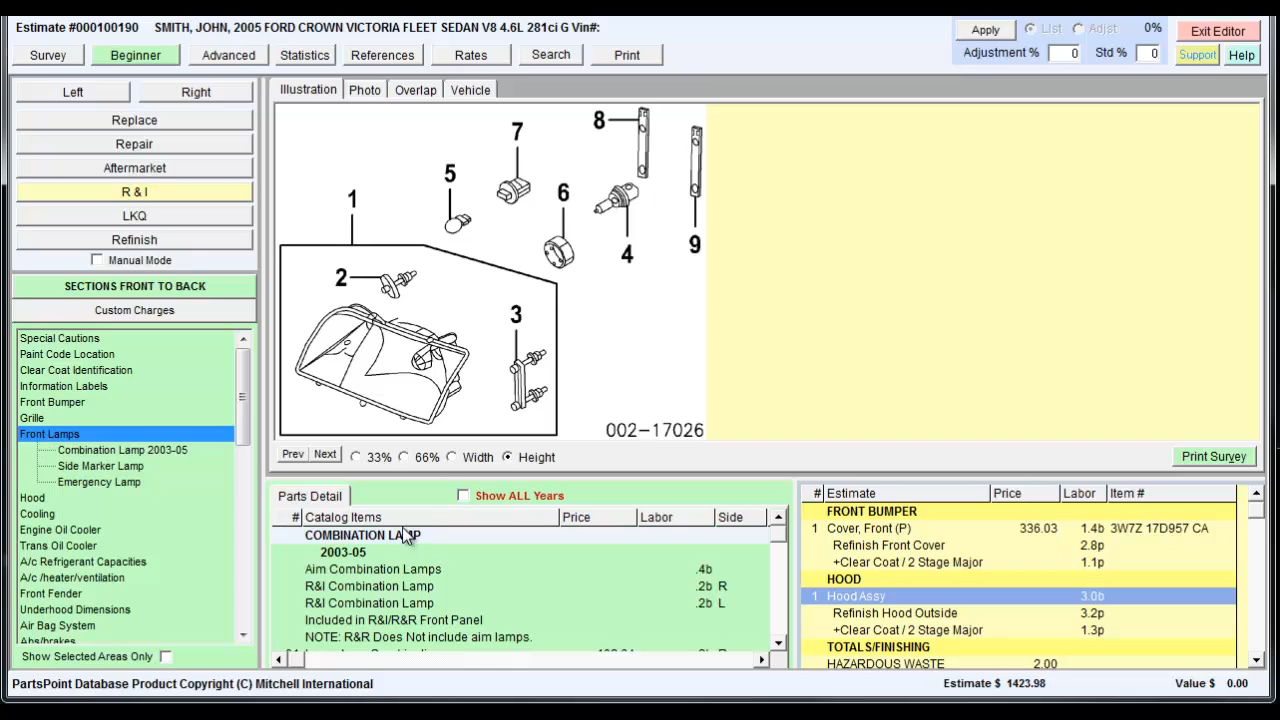 Estimate #000100190 SMITH, JOHN, 2005 FORD CROWN VICTORIA FLEET SEDAN V8 4.6L 281ci G Vin#:
Apply List Adjst 0% Exit Editor
Survey Beginner Advanced Statistics References Rates Search Print
Adjustment % 0 Std % 0 Support Help
Left Right
Replace
Repair
Aftermarket
R & I
LKQ
Refinish
Manual Mode
SECTIONS FRONT TO BACK
Custom Charges
Special Cautions
Paint Code Location
Clear Coat Identification
Information Labels
Front Bumper
Grille
Front Lamps
Combination Lamp 2003-05
Side Marker Lamp
Emergency Lamp
Hood
Cooling
Engine Oil Cooler
Trans Oil Cooler
A/c Refrigerant Capacities
A/c /heater/ventilation
Front Fender
Underhood Dimensions
Air Bag System
Abs/brakes
Show Selected Areas Only
Illustration Photo Overlap Vehicle
8
7
5
6
1
4
9
2
3
002-17026
Prev Next 33% 66% Width Height Print Survey
Parts Detail Show ALL Years
# Catalog Items Price Labor Side
COMBINATION LAMP
2003-05
Aim Combination Lamps .4b
R&I Combination Lamp .2b R
R&I Combination Lamp .2b L
Included in R&I/R&R Front Panel
NOTE: R&R Does Not include aim lamps.
# Estimate Price Labor Item #
FRONT BUMPER
1 Cover, Front (P) 336.03 1.4b 3W7Z 17D957 CA
Refinish Front Cover 2.8p
+Clear Coat / 2 Stage Major 1.1p
HOOD
1 Hood Assy 3.0b
Refinish Hood Outside 3.2p
+Clear Coat / 2 Stage Major 1.3p
TOTALS/FINISHING
HAZARDOUS WASTE 2.00
PartsPoint Database Product Copyright (C) Mitchell International Estimate $ 1423.98 Value $ 0.00